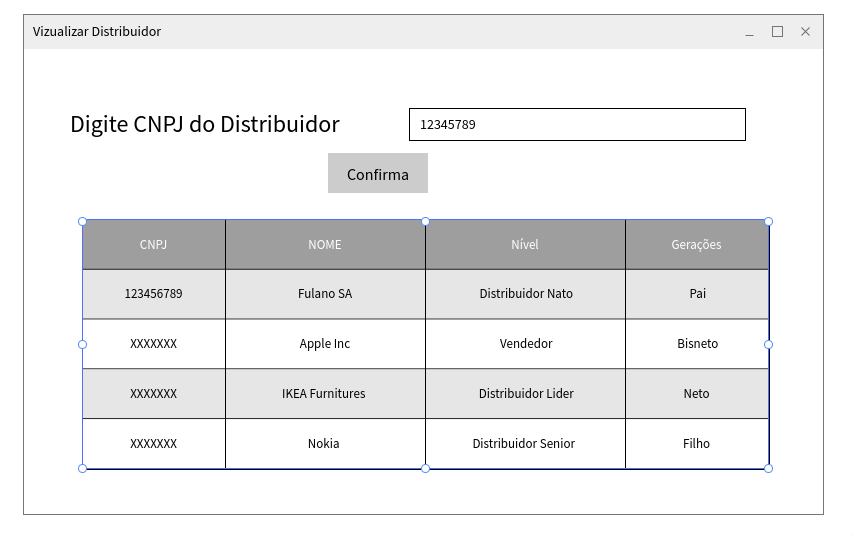 Vizualizar Distribuidor
Digite CNPJ do Distribuidor 12345789
Confirma
CNPJ NOME Nível Gerações
123456789 Fulano SA Distribuidor Nato Pai
XXXXXXX Apple Inc Vendedor Bisneto
XXXXXXX IKEA Furnitures Distribuidor Lider Neto
XXXXXXX Nokia Distribuidor Senior Filho